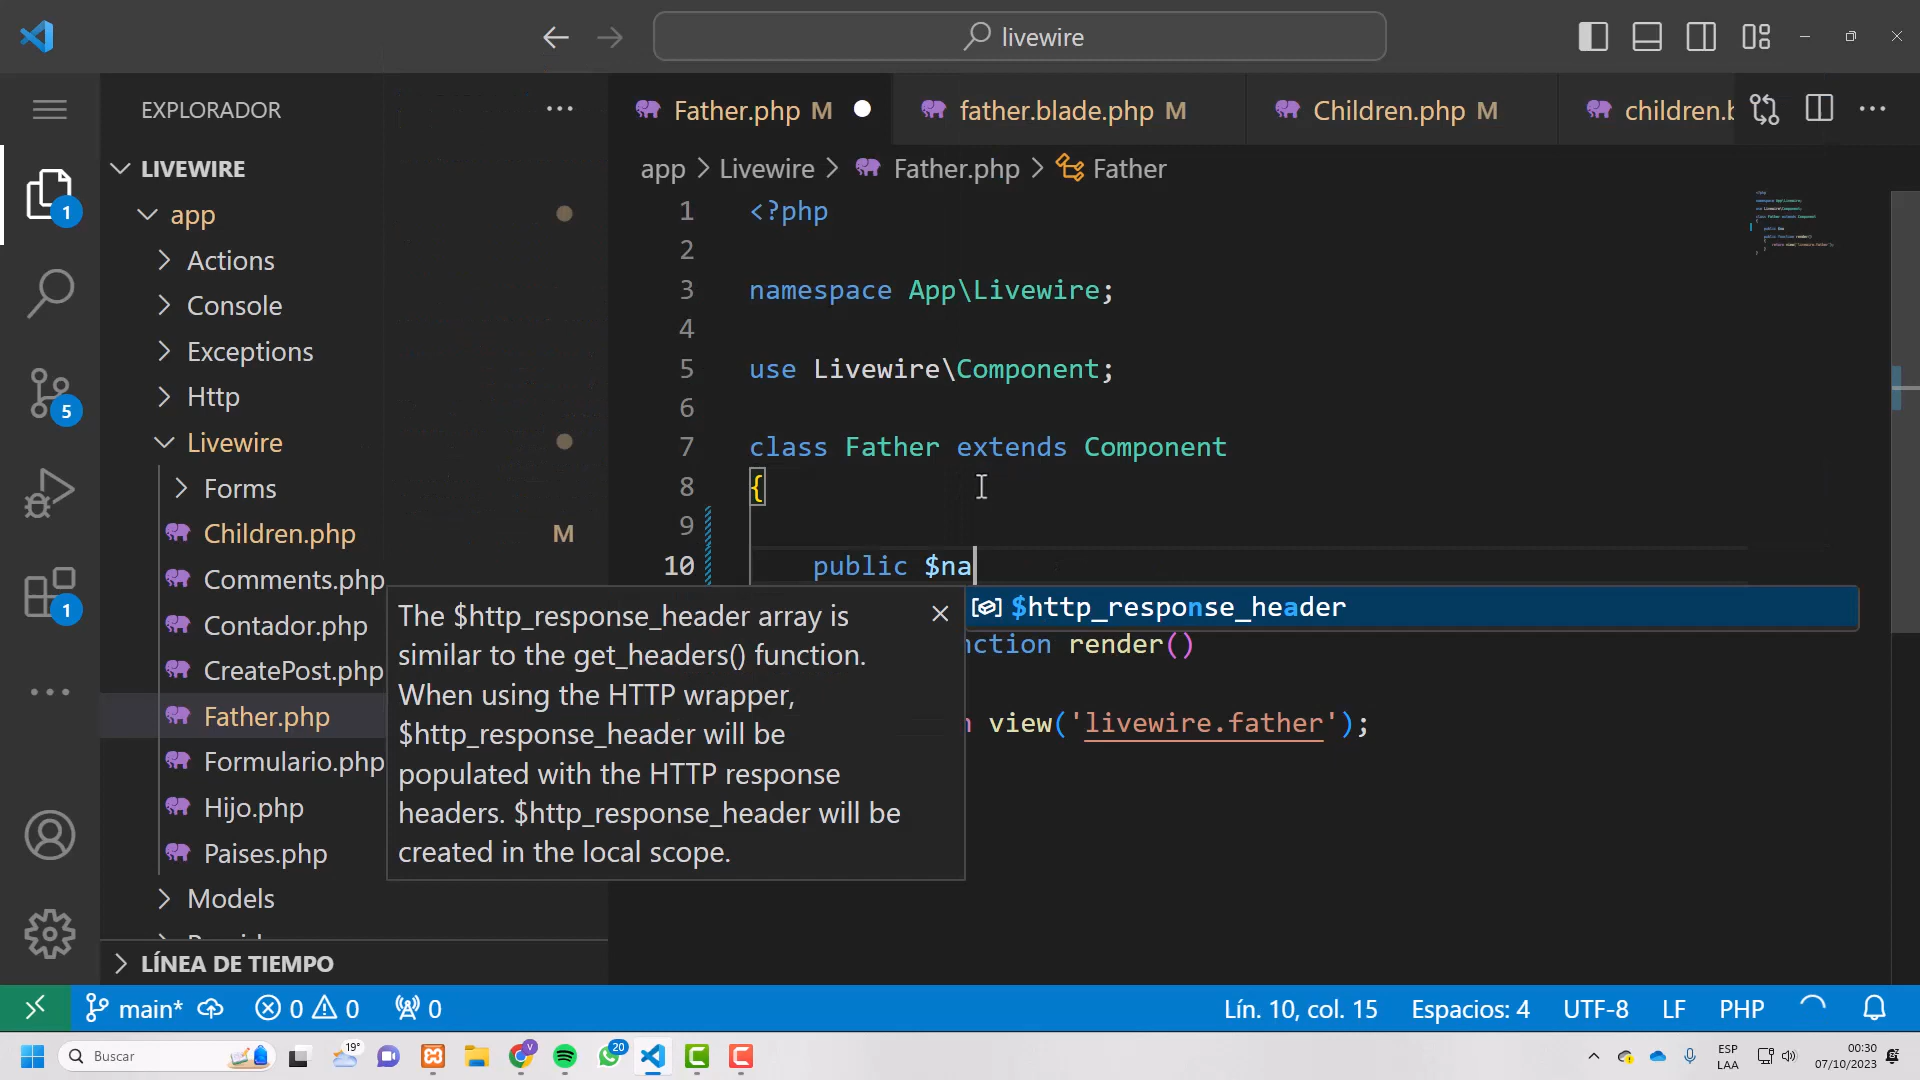 livewire
EXPLORADOR
LIVEWIRE
app
Actions
Console
Exceptions
Http
Livewire
Forms
Children.php M
Comments.php
Contador.php
CreatePost.php
Father.php
Formulario.php
Hijo.php
Paises.php
Models
LÍNEA DE TIEMPO
1
5
1
Father.php M
father.blade.php M
Children.php M
children.b
app > Livewire > Father.php > Father
1 <?php
2
3 namespace App\Livewire;
4
5 use Livewire\Component;
6
7 class Father extends Component
8 {
9
10 public $na
$http_response_header
nction render()
n view('livewire.father');
The $http_response_header array is
similar to the get_headers() function.
When using the HTTP wrapper,
$http_response_header will be
populated with the HTTP response
headers. $http_response_header will be
created in the local scope.
main* 0 0 0
Lín. 10, col. 15 Espacios: 4 UTF-8 LF PHP
Buscar
19°
V
20
ESP
LAA
00:30
07/10/2023